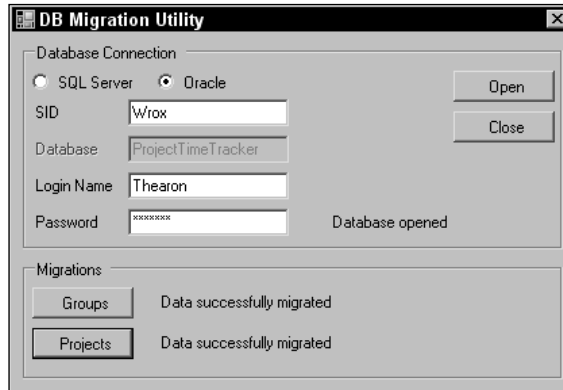 DB Migration Utility
Database Connection
SQL Server Oracle Open
SID Wrox
Close
Database ProjectTimeTracker
Login Name Thearon
Password ******* Database opened
Migrations
Groups Data successfully migrated
Projects Data successfully migrated